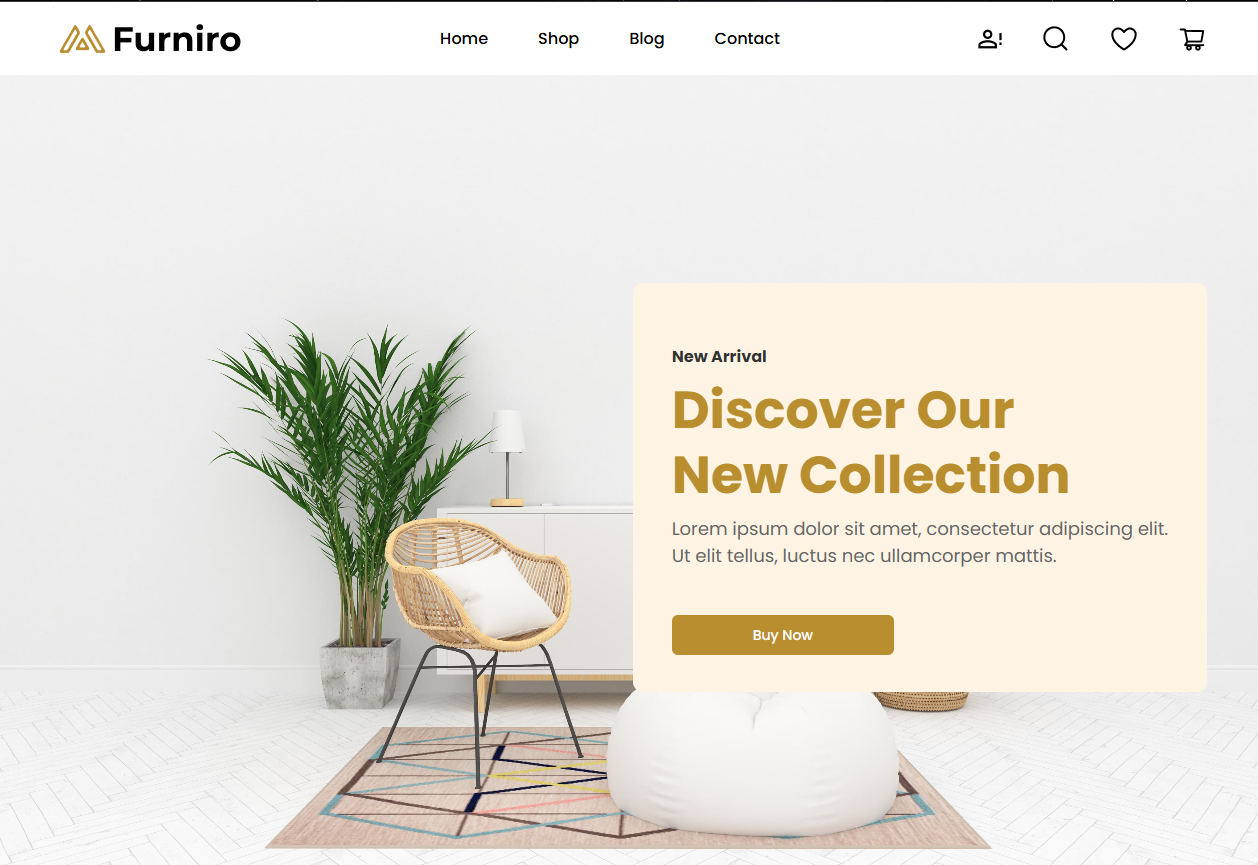 Furniro
Home
Shop
Blog
Contact
New Arrival
Discover Our
New Collection
Lorem ipsum dolor sit amet, consectetur adipiscing elit.
Ut elit tellus, luctus nec ullamcorper mattis.
Buy Now